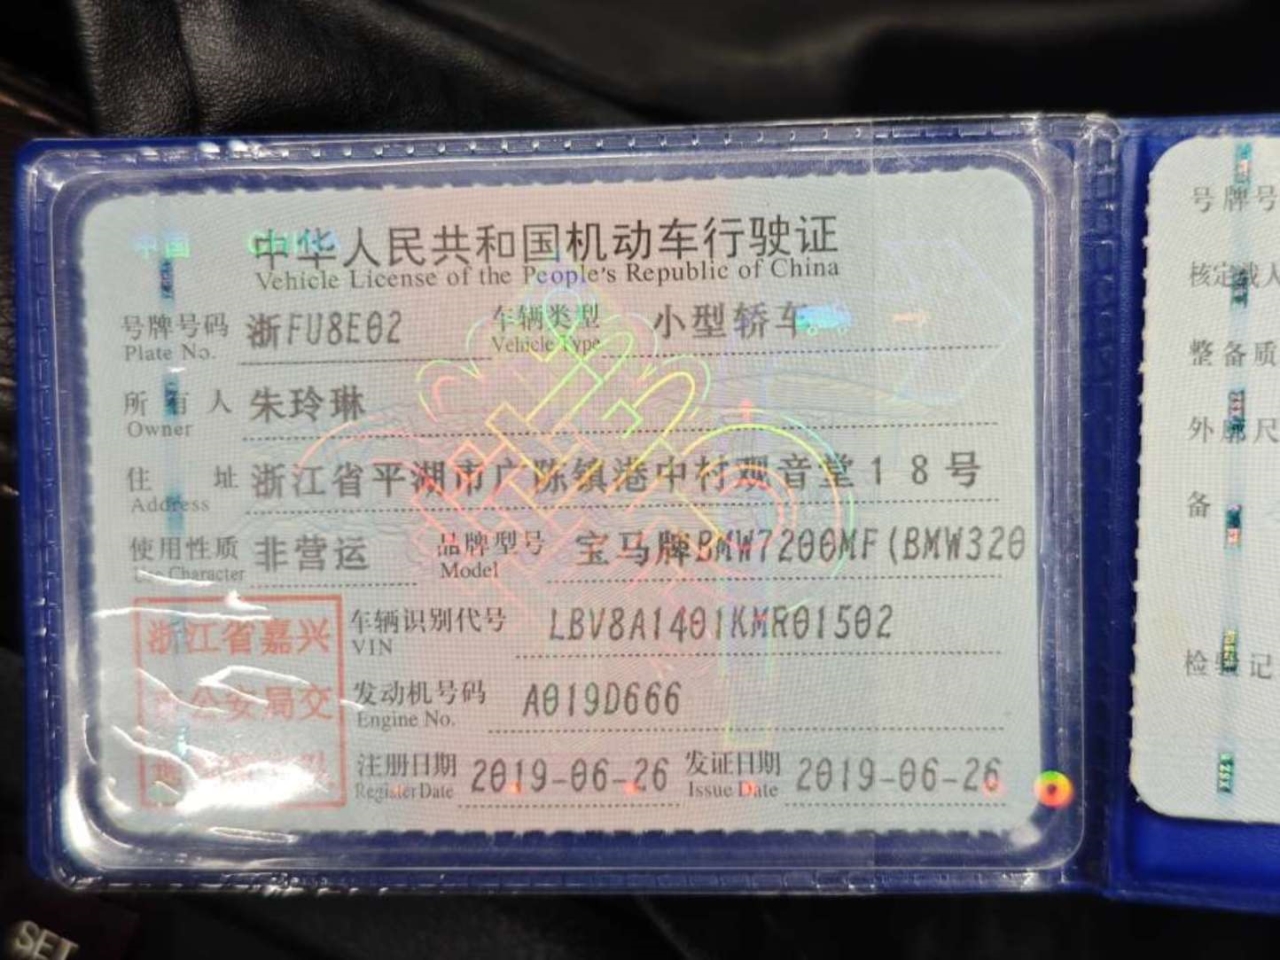 中国
中华人民共和国机动车行驶证
Vehicle License of the People's Republic of China
号牌号码 浙FU8E02 车辆类型 小型轿车
Plate No. Vehicle Type
所有人 朱玲琳
Owner
住址 浙江省平湖市广陈镇港中村观音堂18号
Address
使用性质 非营运 品牌型号 宝马牌BMW7200MF(BMW320
Use Character Model
浙江省嘉兴
车辆识别代号 LBV8A1401KMR01502
VIN
市公安局交
发动机号码 A019D666
Engine No.
注册日期 2019-06-26 发证日期 2019-06-26
Register Date Issue Date
号牌号
核定载人
整备质
外廓尺
备
检验记
SET